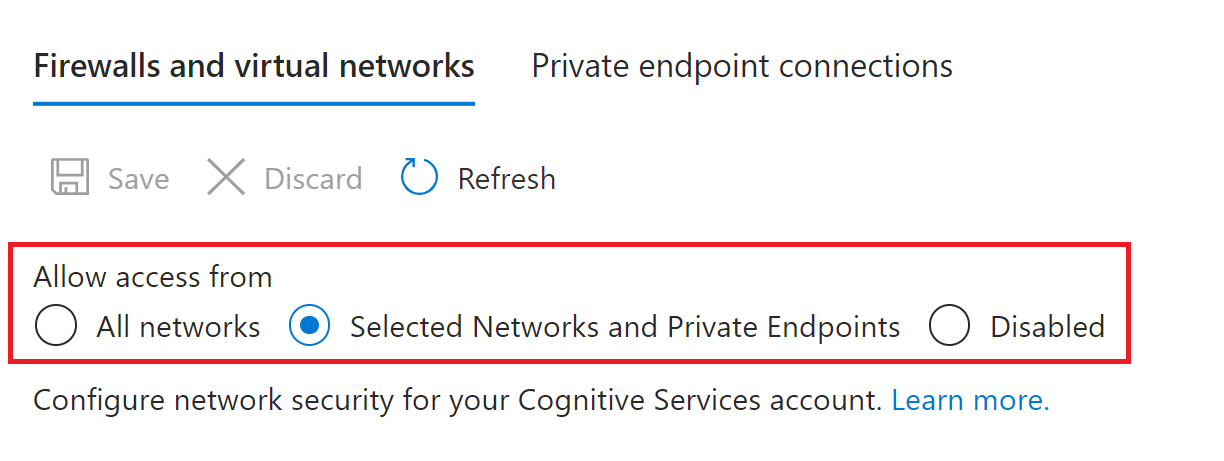 Firewalls and virtual networks Private endpoint connections
Save Discard Refresh
Allow access from
All networks Selected Networks and Private Endpoints Disabled
Configure network security for your Cognitive Services account. Learn more.